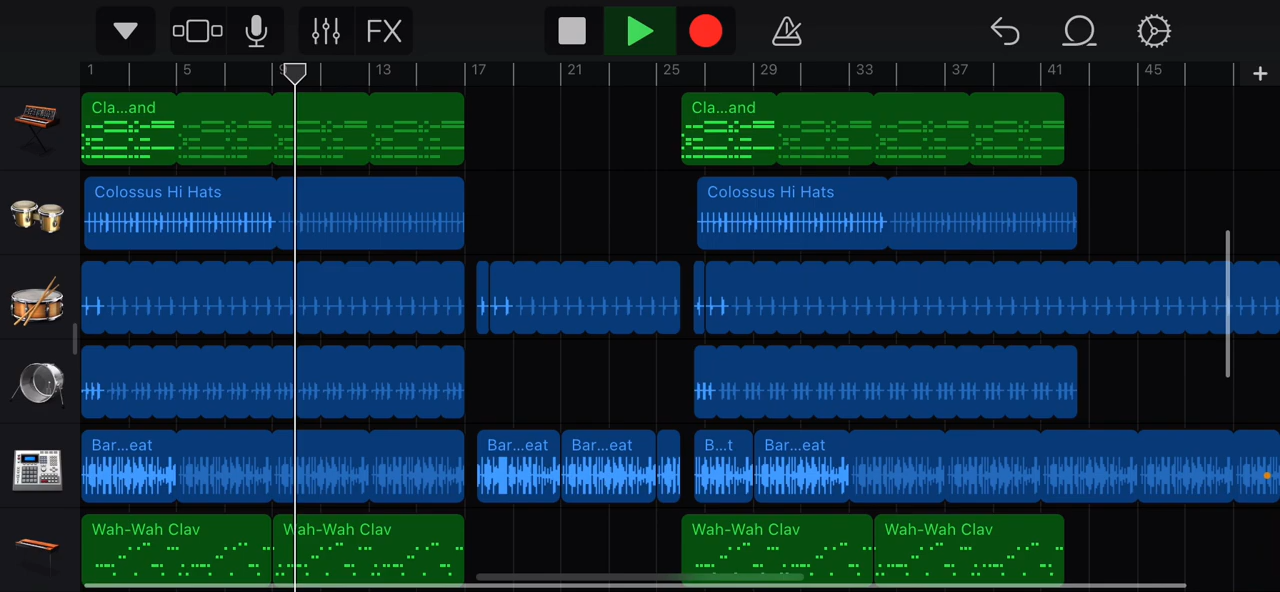 FX
1 5 9 13 17 21 25 29 33 37 41 45
Cla...and Cla...and
Colossus Hi Hats Colossus Hi Hats
Bar...eat Bar...eat Bar...eat B...t Bar...eat
Wah-Wah Clav Wah-Wah Clav Wah-Wah Clav Wah-Wah Clav